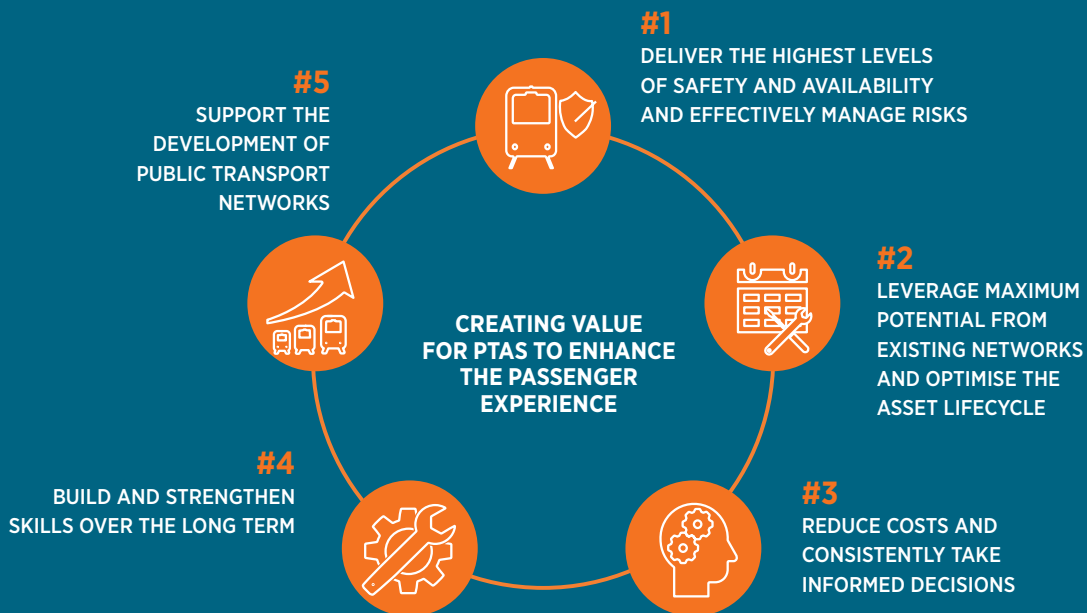 #1
DELIVER THE HIGHEST LEVELS
OF SAFETY AND AVAILABILITY
AND EFFECTIVELY MANAGE RISKS
#2
LEVERAGE MAXIMUM
POTENTIAL FROM
EXISTING NETWORKS
AND OPTIMISE THE
ASSET LIFECYCLE
#3
REDUCE COSTS AND
CONSISTENTLY TAKE
INFORMED DECISIONS
#4
BUILD AND STRENGTHEN
SKILLS OVER THE LONG TERM
#5
SUPPORT THE
DEVELOPMENT OF
PUBLIC TRANSPORT
NETWORKS
CREATING VALUE
FOR PTAS TO ENHANCE
THE PASSENGER
EXPERIENCE